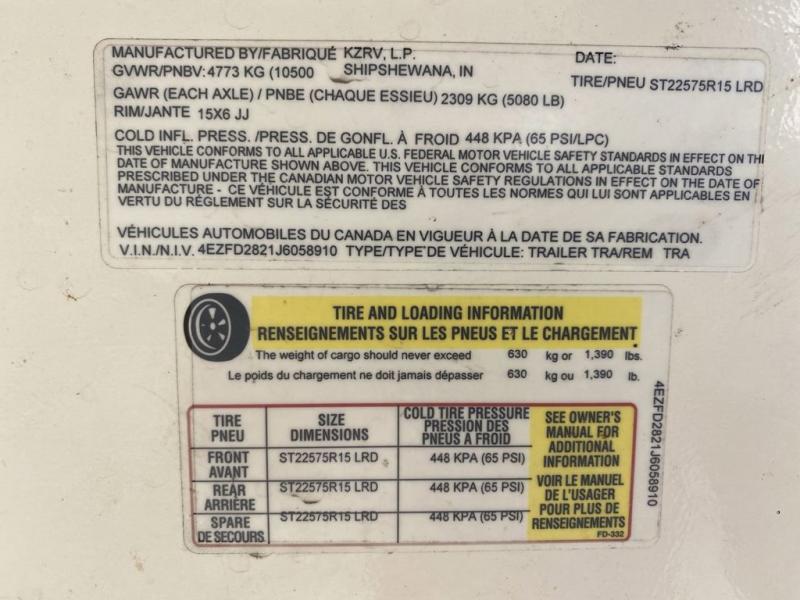 MANUFACTURED BY/FABRIQUÉ KZRV, L.P. DATE:
GVWR/PNBV: 4773 KG (10500 SHIPSHEWANA, IN TIRE/PNEU ST22575R15 LRD
GAWR (EACH AXLE) / PNBE (CHAQUE ESSIEU) 2309 KG (5080 LB)
RIM/JANTE 15X6 JJ
COLD INFL. PRESS. /PRESS. DE GONFL. À FROID 448 KPA (65 PSI/LPC)
THIS VEHICLE CONFORMS TO ALL APPLICABLE U.S. FEDERAL MOTOR VEHICLE SAFETY STANDARDS IN EFFECT ON THE
DATE OF MANUFACTURE SHOWN ABOVE. THIS VEHICLE CONFORMS TO ALL APPLICABLE STANDARDS
PRESCRIBED UNDER THE CANADIAN MOTOR VEHICLE SAFETY REGULATIONS IN EFFECT ON THE DATE OF
MANUFACTURE - CE VÉHICULE EST CONFORME À TOUTES LES NORMES QUI LUI SONT APPLICABLES EN
VERTU DU RÉGLEMENT SUR LA SÉCURITÉ DES
VÉHICULES AUTOMOBILES DU CANADA EN VIGUEUR À LA DATE DE SA FABRICATION.
V.I.N./N.I.V. 4EZFD2821J6058910 TYPE/TYPE DE VÉHICULE: TRAILER TRA/REM TRA
TIRE AND LOADING INFORMATION
RENSEIGNEMENTS SUR LES PNEUS ET LE CHARGEMENT
The weight of cargo should never exceed 630 kg or 1,390 lbs.
Le poids du chargement ne doit jamais dépasser 630 kg ou 1,390 lb.
TIRE
PNEU
SIZE
DIMENSIONS
COLD TIRE PRESSURE
PRESSION DES
PNEUS A FROID
FRONT
AVANT
ST22575R15 LRD
448 KPA (65 PSI)
REAR
ARRIÈRE
ST22575R15 LRD
448 KPA (65 PSI)
SPARE
DE SECOURS
ST22575R15 LRD
448 KPA (65 PSI)
SEE OWNER'S
MANUAL FOR
ADDITIONAL
INFORMATION
VOIR LE MANUEL
DE L'USAGER
POUR PLUS DE
RENSEIGNEMENTS
FD-332
4EZFD2821J6058910